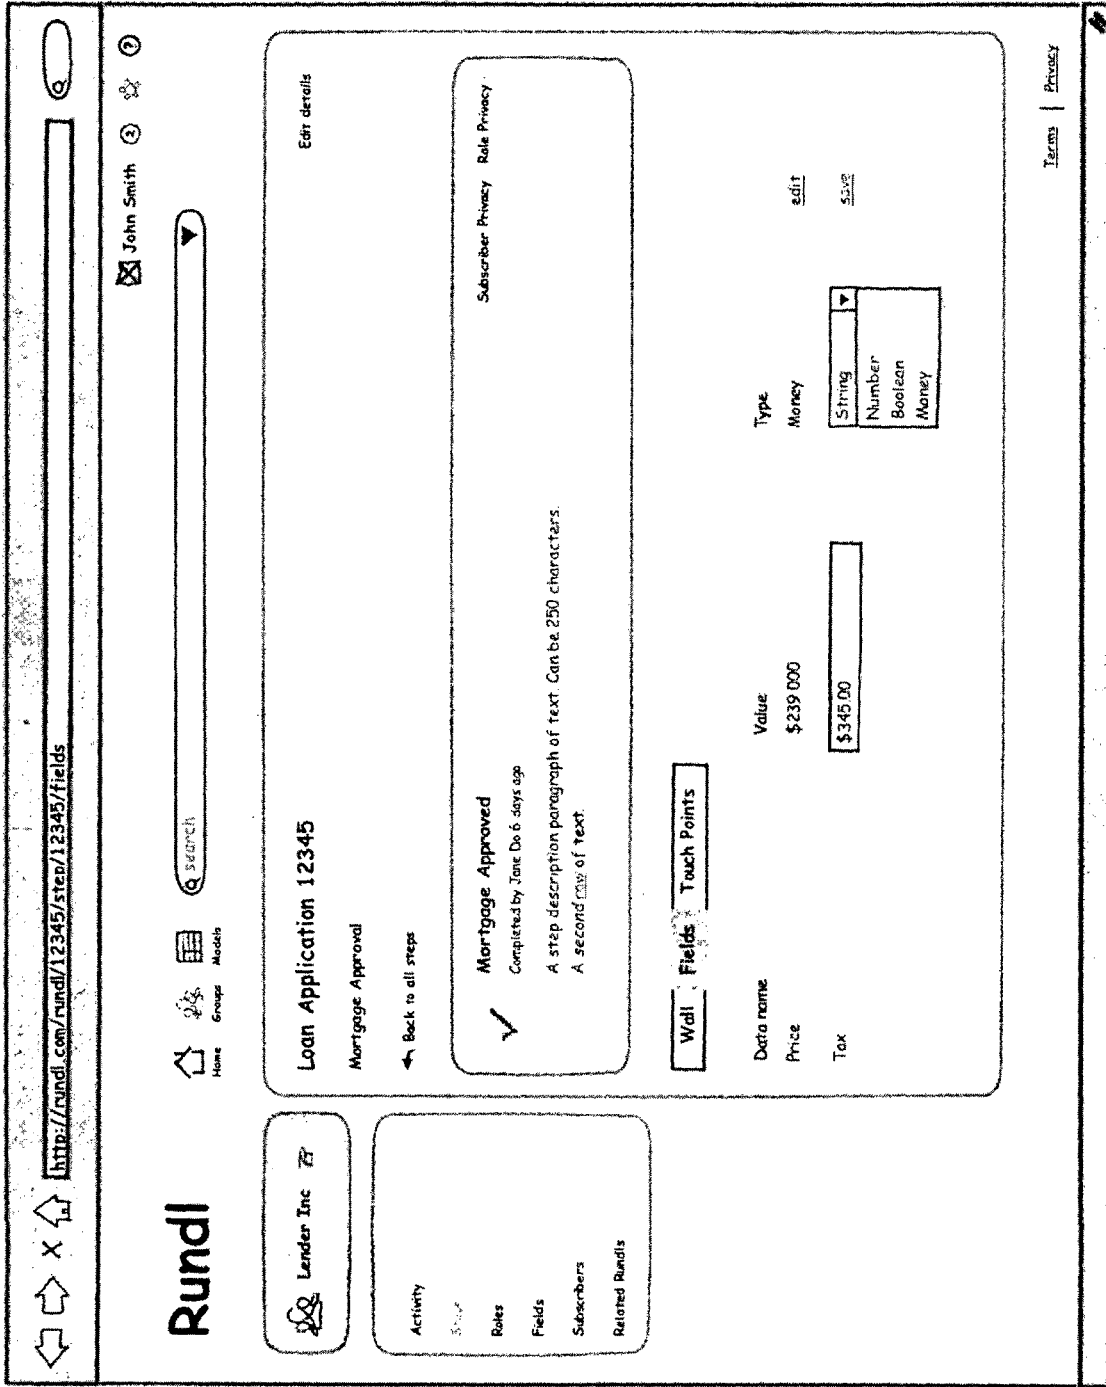 http://rundl.com/rundl/12345/step/12345/fields
John Smith 2 ?
Rundl
Home Groups Models
search
Lender Inc
Activity
Roles
Fields
Subscribers
Related Rundls
Loan Application 12345
Edit details
Mortgage Approval
Back to all steps
Mortgage Approved
Subscriber Privacy Role Privacy
Completed by Jane Do 6 days ago
A step description paragraph of text. Can be 250 characters.
A second row of text.
Wall Fields Touch Points
Data name Value Type
Price $239 000 Money edit
Tax $345.00 String save
Number
Boolean
Money
Terms | Privacy